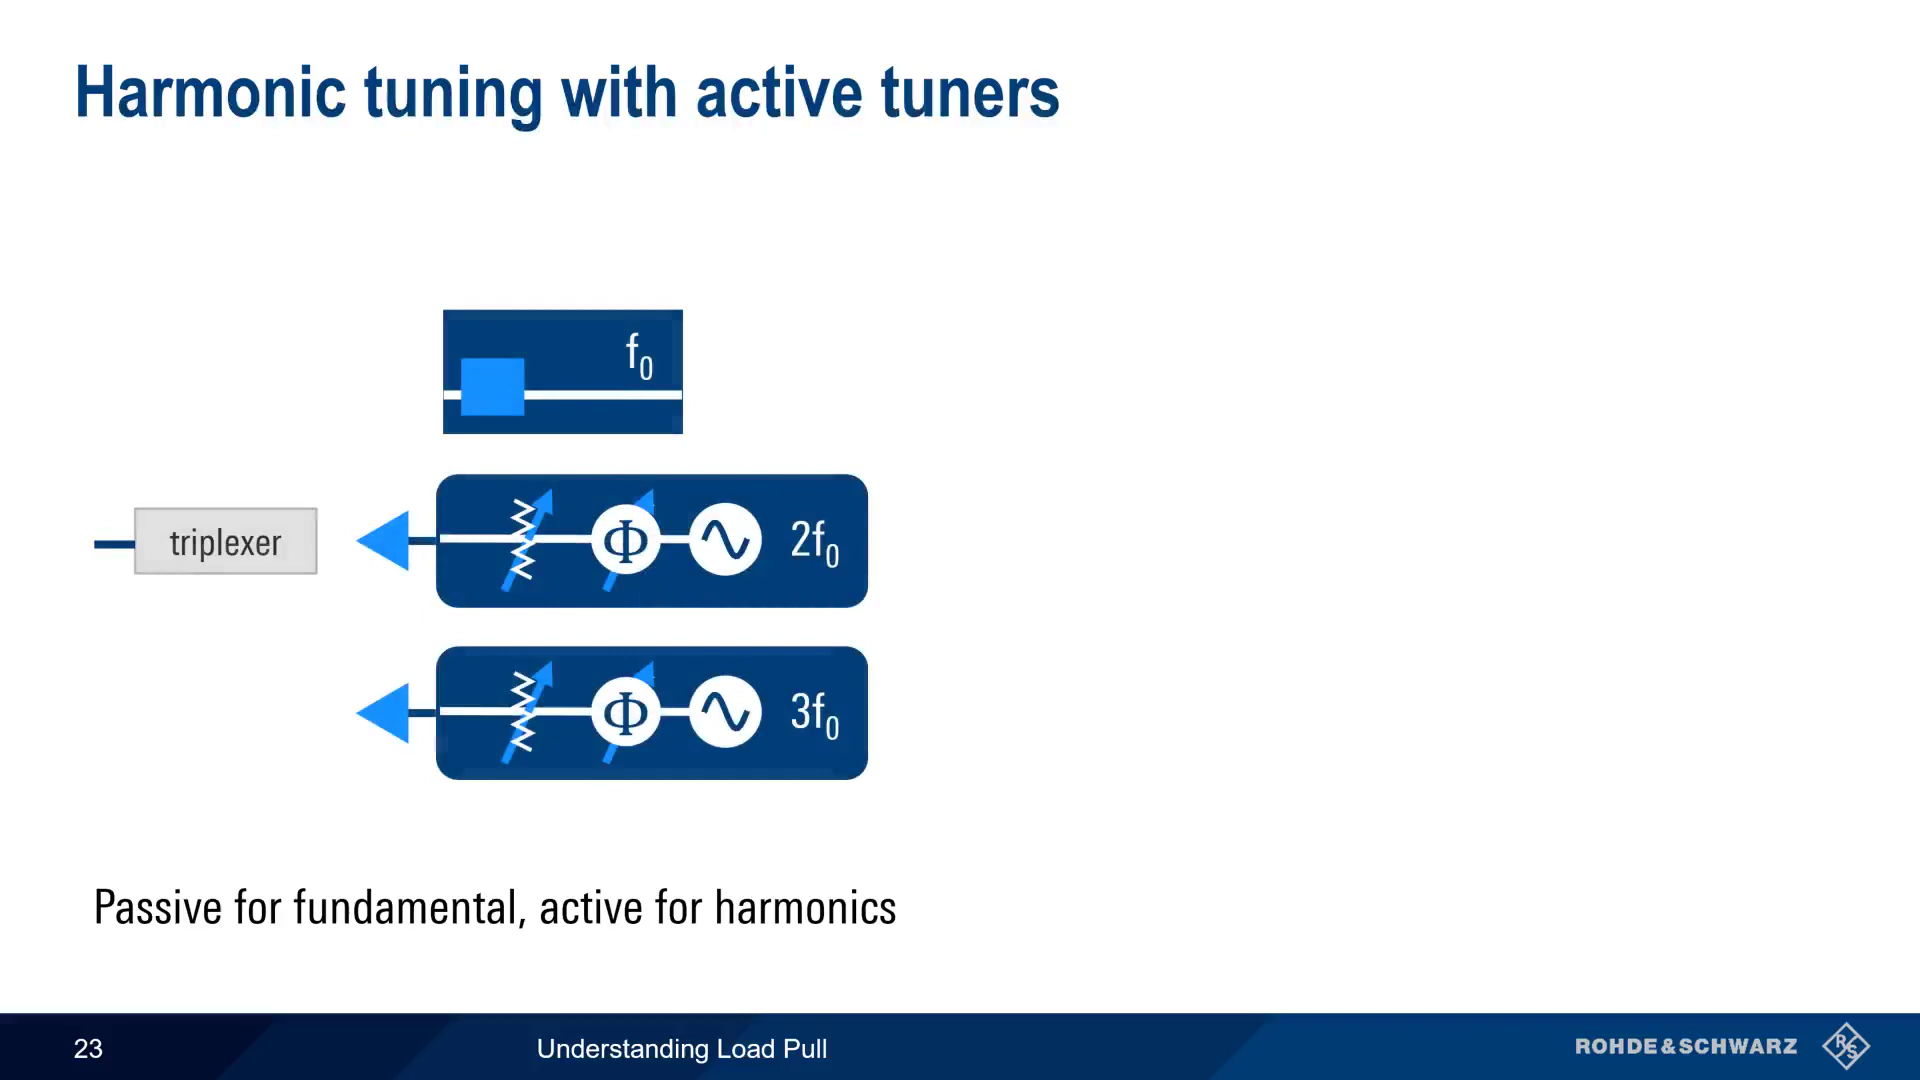 Harmonic tuning with active tuners
f₀
triplexer
Φ
2f₀
Φ
3f₀
Passive for fundamental, active for harmonics
23
Understanding Load Pull
ROHDE&SCHWARZ
R&S